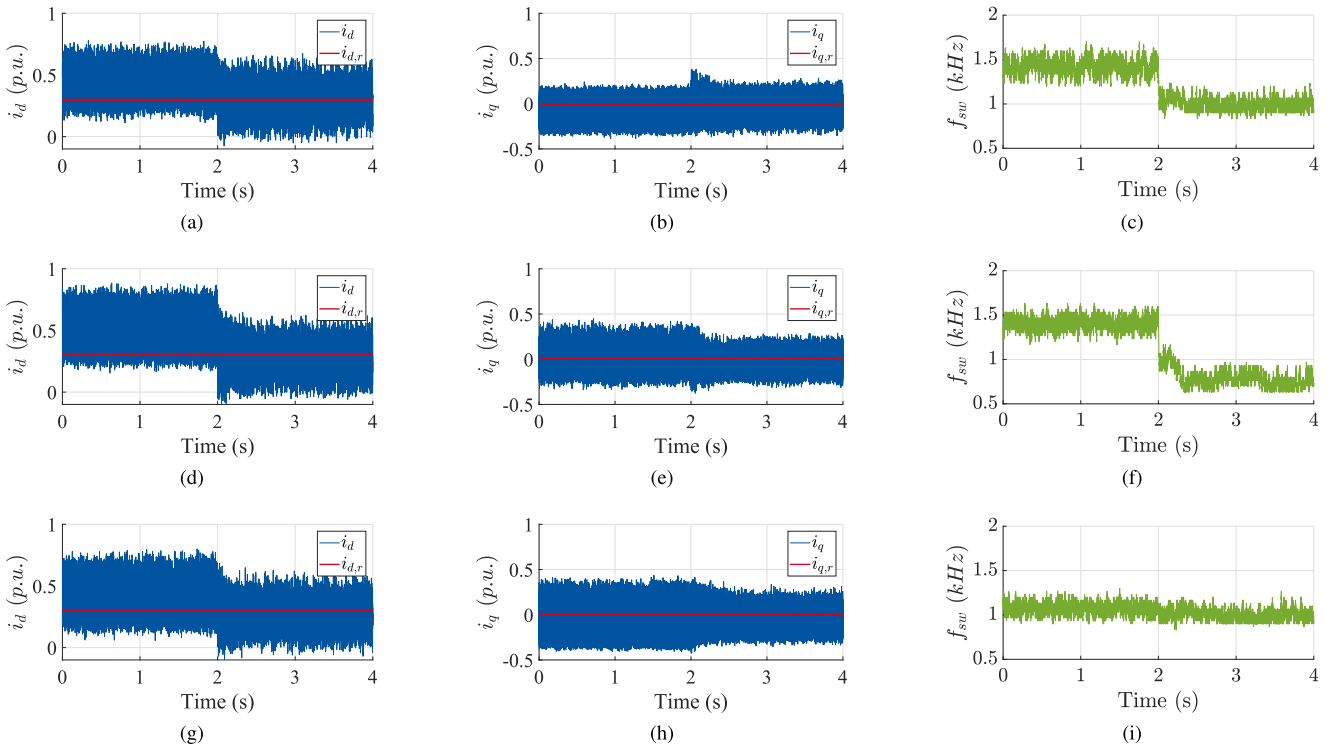 1
0.5
0
i_d (p.u.)
i_d
i_{d,r}
0 1 2 3 4
Time (s)
(a)
1
0.5
0
-0.5
i_q (p.u.)
i_q
i_{q,r}
0 1 2 3 4
Time (s)
(b)
2
1.5
1
0.5
f_{sw} (kHz)
0 1 2 3 4
Time (s)
(c)
1
0.5
0
i_d (p.u.)
i_d
i_{d,r}
0 1 2 3 4
Time (s)
(d)
1
0.5
0
-0.5
i_q (p.u.)
i_q
i_{q,r}
0 1 2 3 4
Time (s)
(e)
2
1.5
1
0.5
f_{sw} (kHz)
0 1 2 3 4
Time (s)
(f)
1
0.5
0
i_d (p.u.)
i_d
i_{d,r}
0 1 2 3 4
Time (s)
(g)
1
0.5
0
-0.5
i_q (p.u.)
i_q
i_{q,r}
0 1 2 3 4
Time (s)
(h)
2
1.5
1
0.5
f_{sw} (kHz)
0 1 2 3 4
Time (s)
(i)